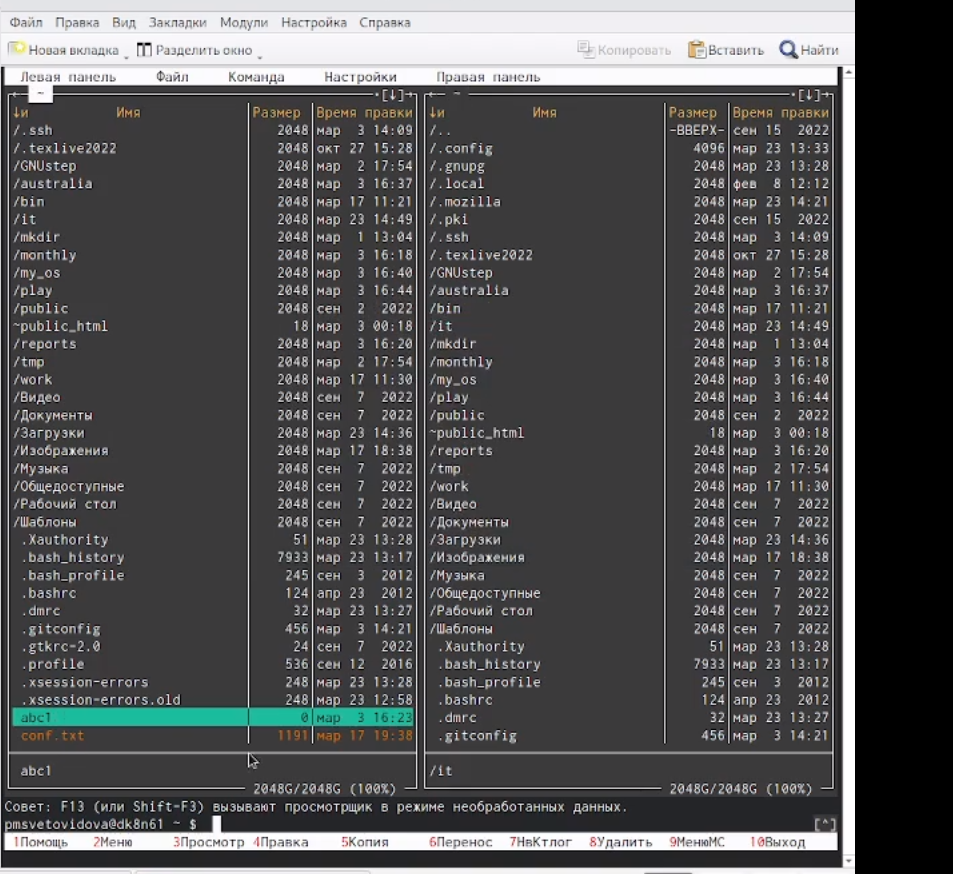 Файл Правка Вид Закладки Модули Настройка Справка
Новая вкладка Разделить окно Копировать Вставить Найти
Левая панель Файл Команда Настройки Правая панель
~ [↓] ~ [↓]
↓и Имя Размер Время правки ↓и Имя Размер Время правки
/.ssh 2048 мар 3 14:09 /.. -ВВЕРХ- сен 15 2022
/.texlive2022 2048 окт 27 15:28 /.config 4096 мар 23 13:33
/GNUstep 2048 мар 2 17:54 /.gnupg 2048 мар 23 13:28
/australia 2048 мар 3 16:37 /.local 2048 фев 8 12:12
/bin 2048 мар 17 11:21 /.mozilla 2048 мар 23 14:21
/it 2048 мар 23 14:49 /.pki 2048 сен 15 2022
/mkdir 2048 мар 1 13:04 /.ssh 2048 мар 3 14:09
/monthly 2048 мар 3 16:18 /.texlive2022 2048 окт 27 15:28
/my_os 2048 мар 3 16:40 /GNUstep 2048 мар 2 17:54
/play 2048 мар 3 16:44 /australia 2048 мар 3 16:37
/public 2048 сен 2 2022 /bin 2048 мар 17 11:21
~public_html 18 мар 3 00:18 /it 2048 мар 23 14:49
/reports 2048 мар 3 16:20 /mkdir 2048 мар 1 13:04
/tmp 2048 мар 2 17:54 /monthly 2048 мар 3 16:18
/work 2048 мар 17 11:30 /my_os 2048 мар 3 16:40
/Видео 2048 сен 7 2022 /play 2048 мар 3 16:44
/Документы 2048 сен 7 2022 /public 2048 сен 2 2022
/Загрузки 2048 мар 23 14:36 ~public_html 18 мар 3 00:18
/Изображения 2048 мар 17 18:38 /reports 2048 мар 3 16:20
/Музыка 2048 сен 7 2022 /tmp 2048 мар 2 17:54
/Общедоступные 2048 сен 7 2022 /work 2048 мар 17 11:30
/Рабочий стол 2048 сен 7 2022 /Видео 2048 сен 7 2022
/Шаблоны 2048 сен 7 2022 /Документы 2048 сен 7 2022
.Xauthority 51 мар 23 13:28 /Загрузки 2048 мар 23 14:36
.bash_history 7933 мар 23 13:17 /Изображения 2048 мар 17 18:38
.bash_profile 245 сен 3 2012 /Музыка 2048 сен 7 2022
.bashrc 124 апр 23 2012 /Общедоступные 2048 сен 7 2022
.dmrc 32 мар 23 13:27 /Рабочий стол 2048 сен 7 2022
.gitconfig 456 мар 3 14:21 /Шаблоны 2048 сен 7 2022
.gtkrc-2.0 24 сен 7 2022 .Xauthority 51 мар 23 13:28
.profile 536 сен 12 2016 .bash_history 7933 мар 23 13:17
.xsession-errors 248 мар 23 13:28 .bash_profile 245 сен 3 2012
.xsession-errors.old 248 мар 23 12:58 .bashrc 124 апр 23 2012
abc1 0 мар 3 16:23 .dmrc 32 мар 23 13:27
conf.txt 1191 мар 17 19:38 .gitconfig 456 мар 3 14:21
abc1 /it
2048G/2048G (100%) 2048G/2048G (100%)
Совет: F13 (или Shift-F3) вызывают просмотрщик в режиме необработанных данных.
pmsvetovidova@dk8n61 ~ $ [^]
1Помощь 2Меню 3Просмотр 4Правка 5Копия 6Перенос 7НвКтлог 8Удалить 9МенюMC 10Выход